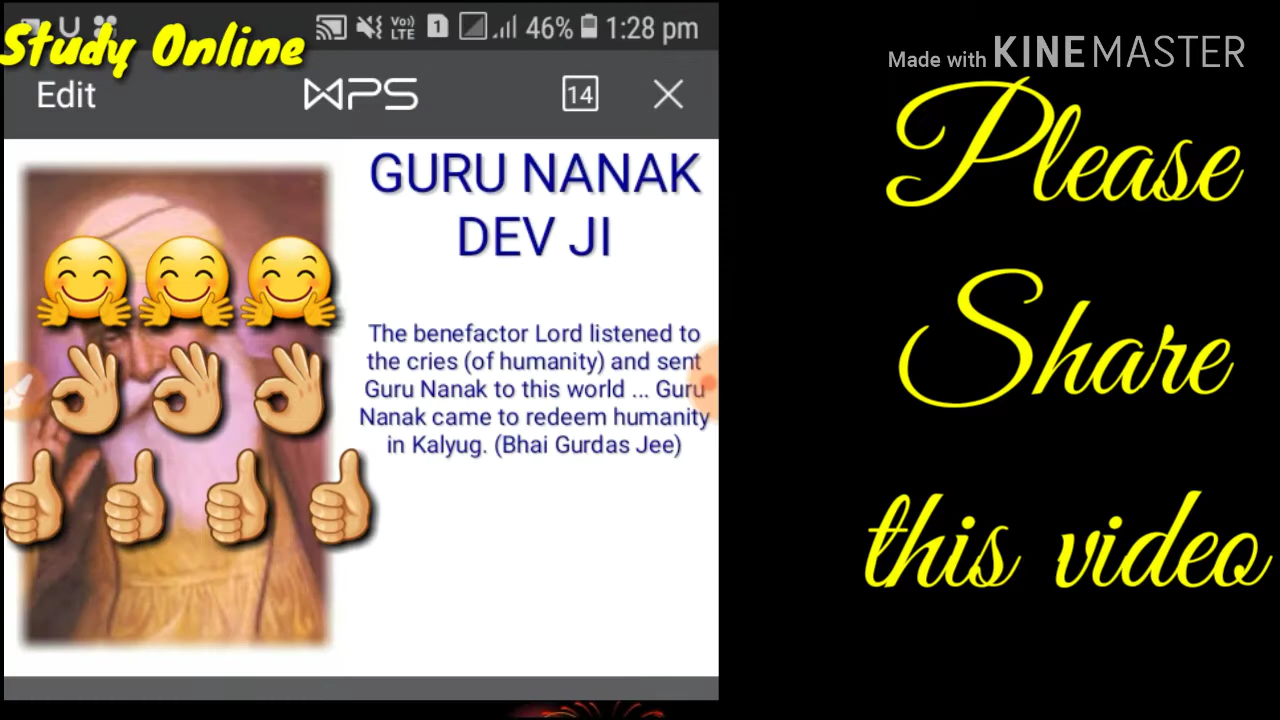 Study Online
VoLTE 1 46% 1:28 pm
Edit WPS 14
GURU NANAK
DEV JI
The benefactor Lord listened to
the cries (of humanity) and sent
Guru Nanak to this world ... Guru
Nanak came to redeem humanity
in Kalyug. (Bhai Gurdas Jee)
Made with KINEMASTER
Please
Share
this video